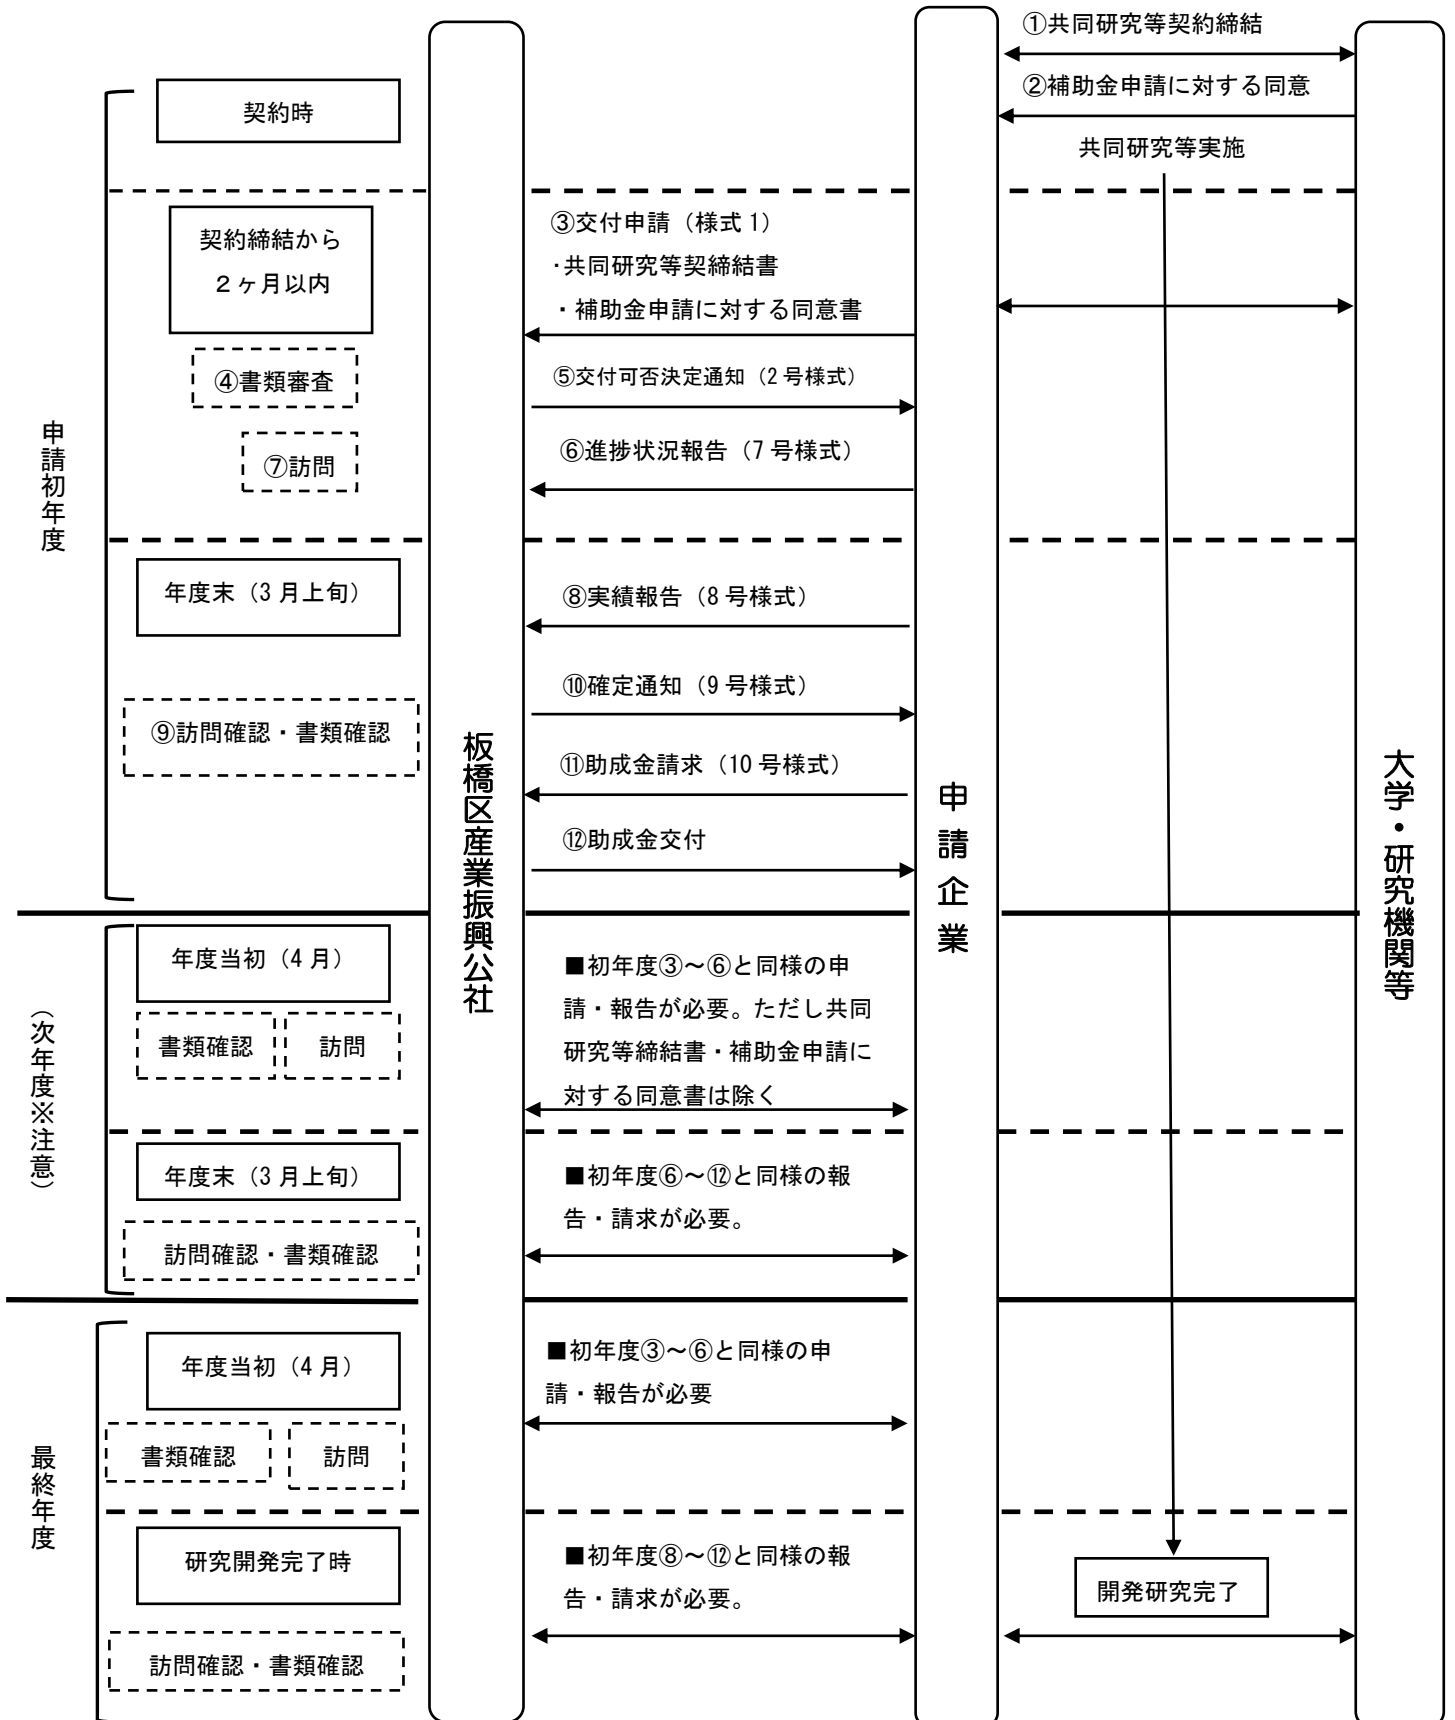 ①共同研究等契約締結
②補助金申請に対する同意
共同研究等実施
契約時
契約締結から
２ヶ月以内
③交付申請（様式１）
・共同研究等契締結書
・補助金申請に対する同意書
④書類審査
⑤交付可否決定通知（2 号様式）
⑥進捗状況報告（7 号様式）
⑦訪問
申請初年度
年度末（3 月上旬）
⑧実績報告（8 号様式）
⑨訪問確認・書類確認
⑩確定通知（9 号様式）
⑪助成金請求（10 号様式）
⑫助成金交付
板橋区産業振興公社
申請企業
大学・研究機関等
（次年度※注意）
年度当初（4 月）
書類確認
訪問
■初年度③～⑥と同様の申
請・報告が必要。ただし共同
研究等締結書・補助金申請に
対する同意書は除く
年度末（3 月上旬）
訪問確認・書類確認
■初年度⑥～⑫と同様の報
告・請求が必要。
最終年度
年度当初（4 月）
書類確認
訪問
■初年度③～⑥と同様の申
請・報告が必要
研究開発完了時
訪問確認・書類確認
■初年度⑧～⑫と同様の報
告・請求が必要。
開発研究完了